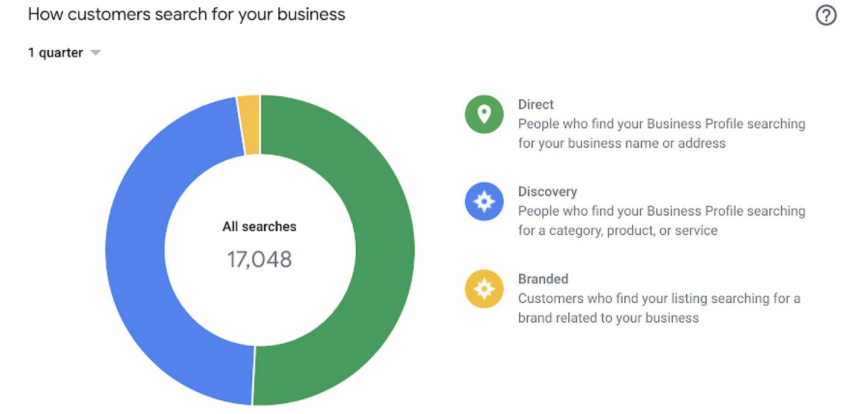 How customers search for your business
1 quarter
Direct
People who find your Business Profile searching
for your business name or address
All searches
17,048
Discovery
People who find your Business Profile searching
for a category, product, or service
Branded
Customers who find your listing searching for a
brand related to your business